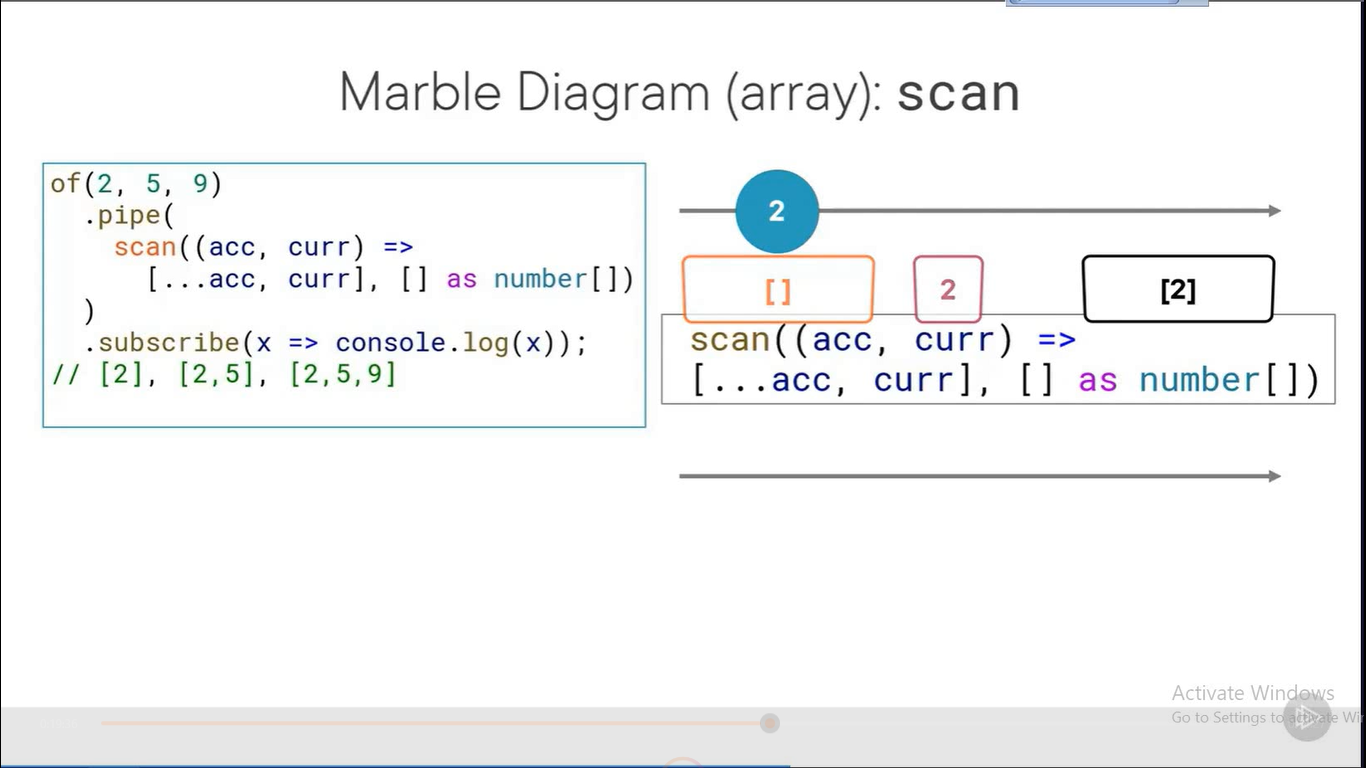 Marble Diagram (array): scan
of(2, 5, 9)
  .pipe(
    scan((acc, curr) =>
      [...acc, curr], [] as number[])
  )
  .subscribe(x => console.log(x));
// [2], [2,5], [2,5,9]
2
[] 2 [2]
scan((acc, curr) =>
[...acc, curr], [] as number[])
Activate Windows
Go to Settings to activate Wi